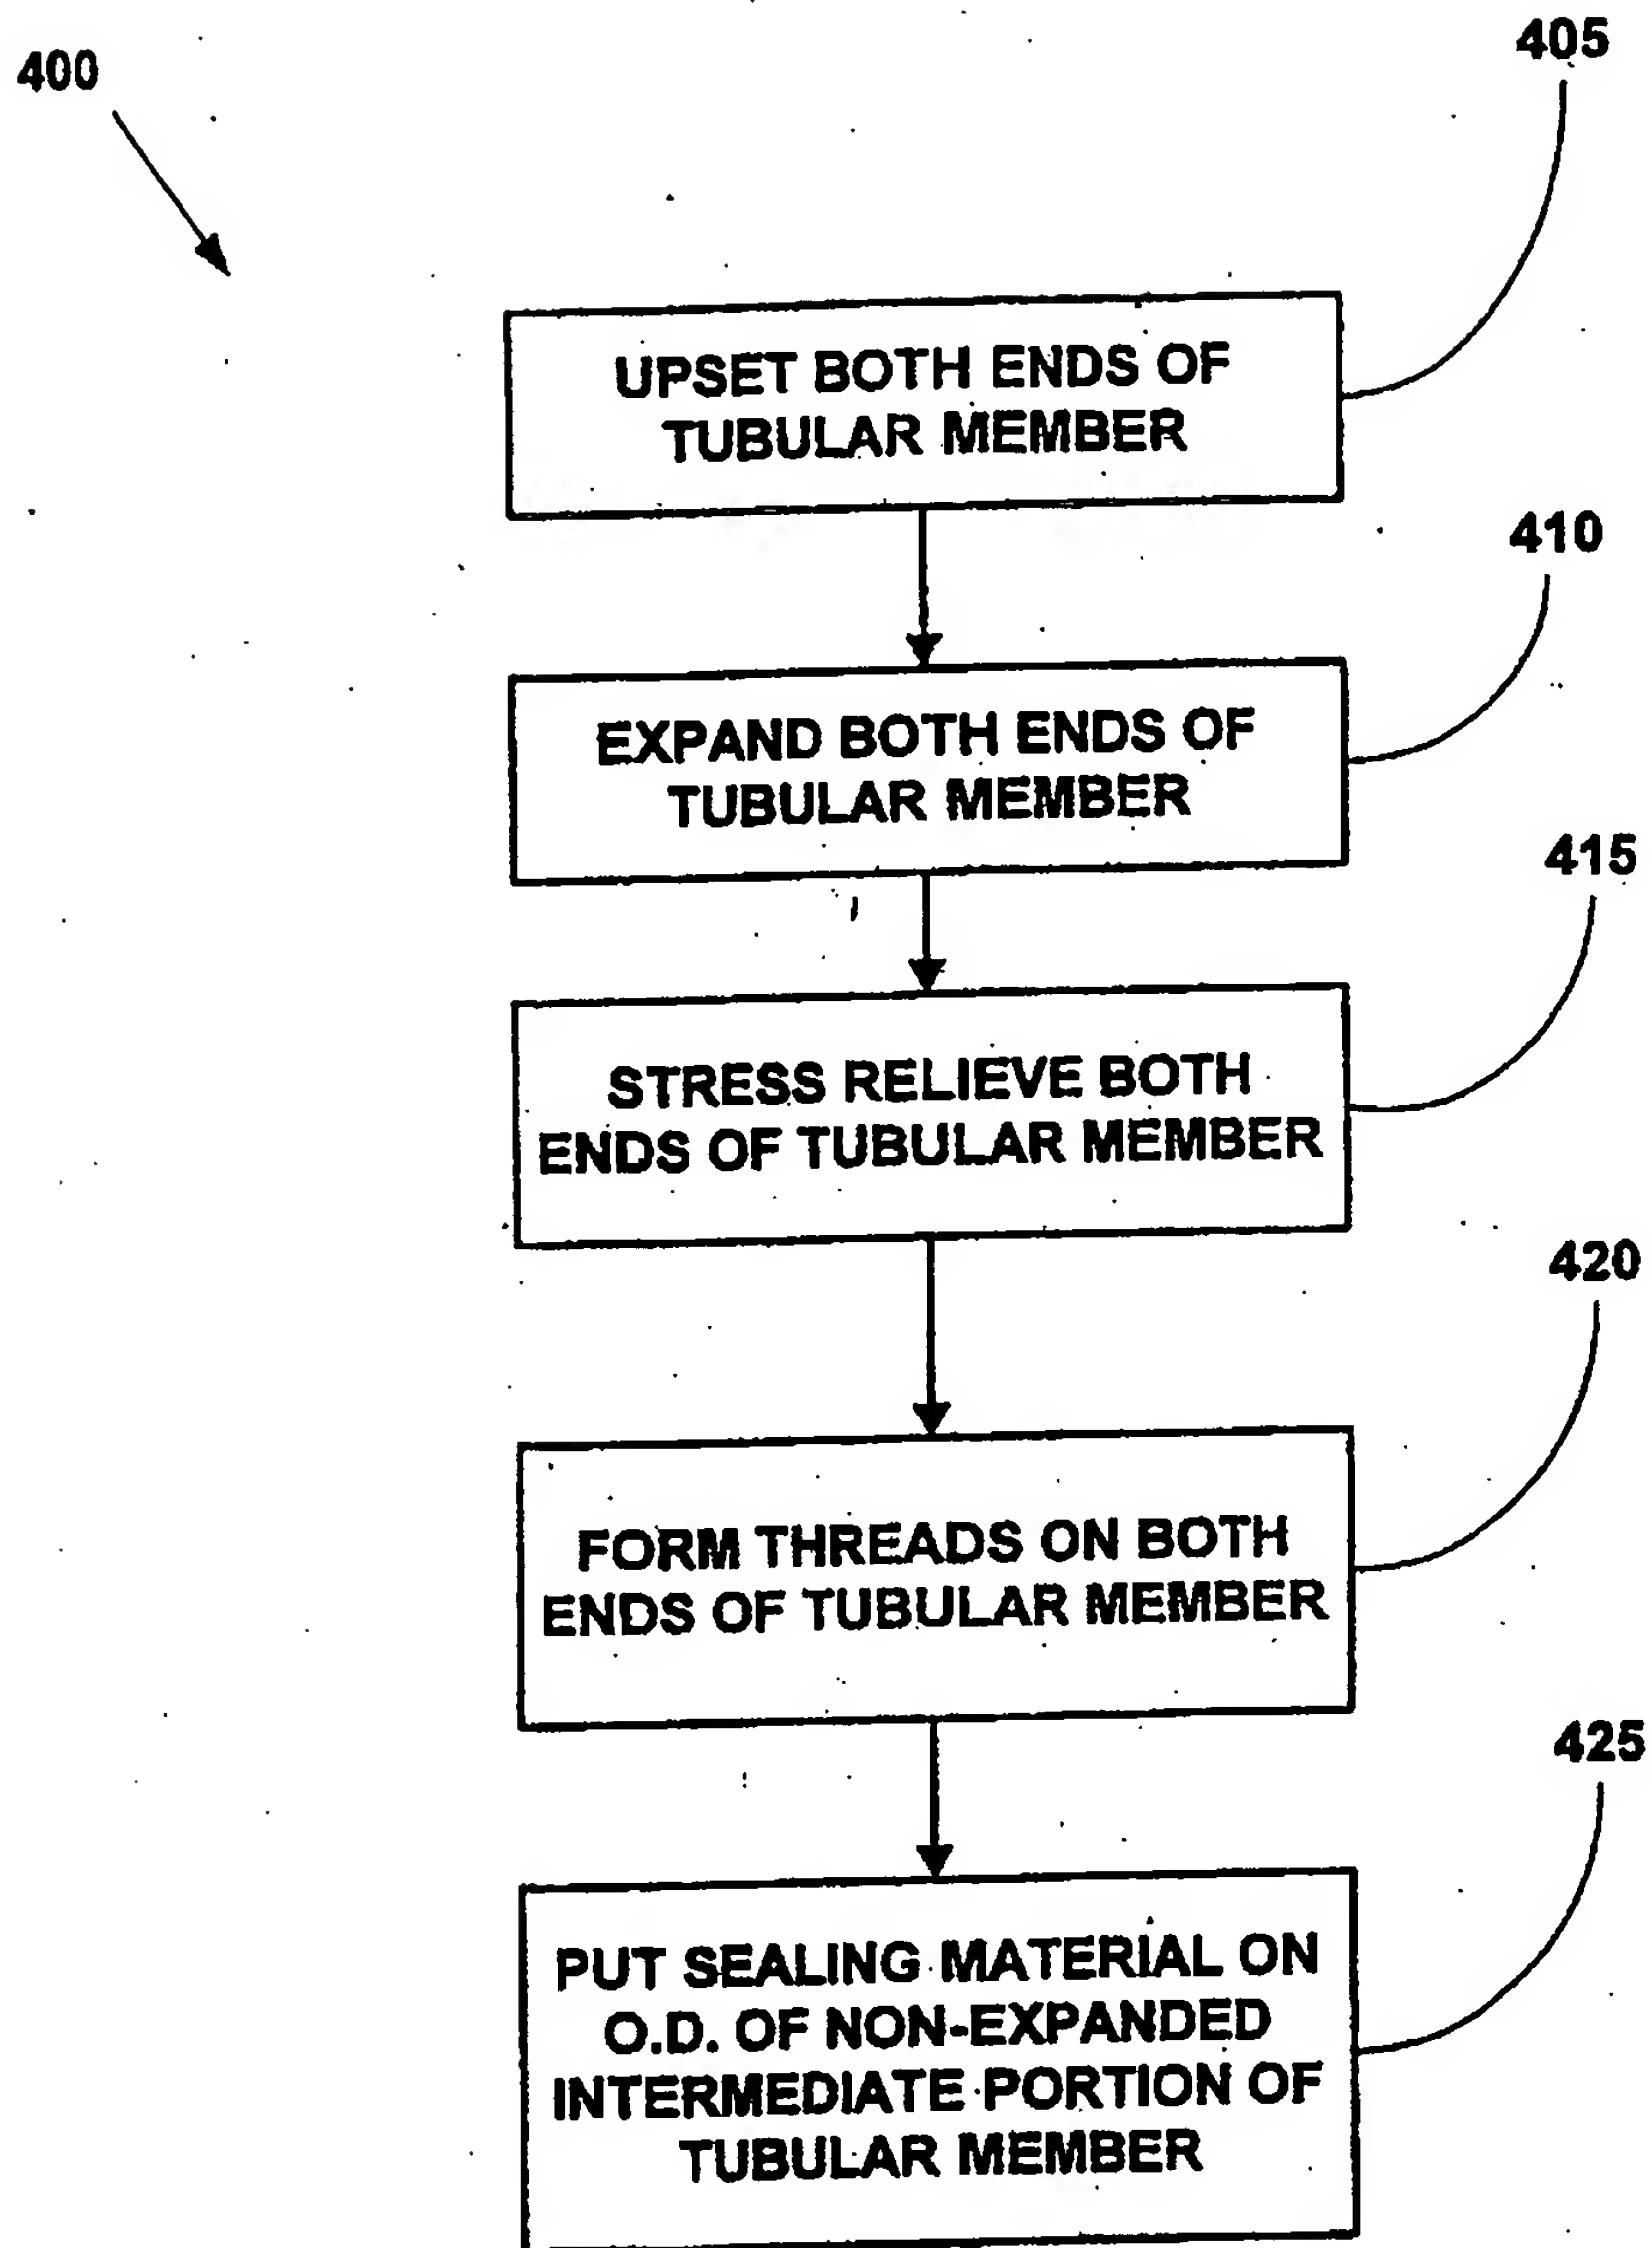 400
405
UPSET BOTH ENDS OF
TUBULAR MEMBER
410
EXPAND BOTH ENDS OF
TUBULAR MEMBER
415
STRESS RELIEVE BOTH
ENDS OF TUBULAR MEMBER
420
FORM THREADS ON BOTH
ENDS OF TUBULAR MEMBER
425
PUT SEALING MATERIAL ON
O.D. OF NON-EXPANDED
INTERMEDIATE PORTION OF
TUBULAR MEMBER